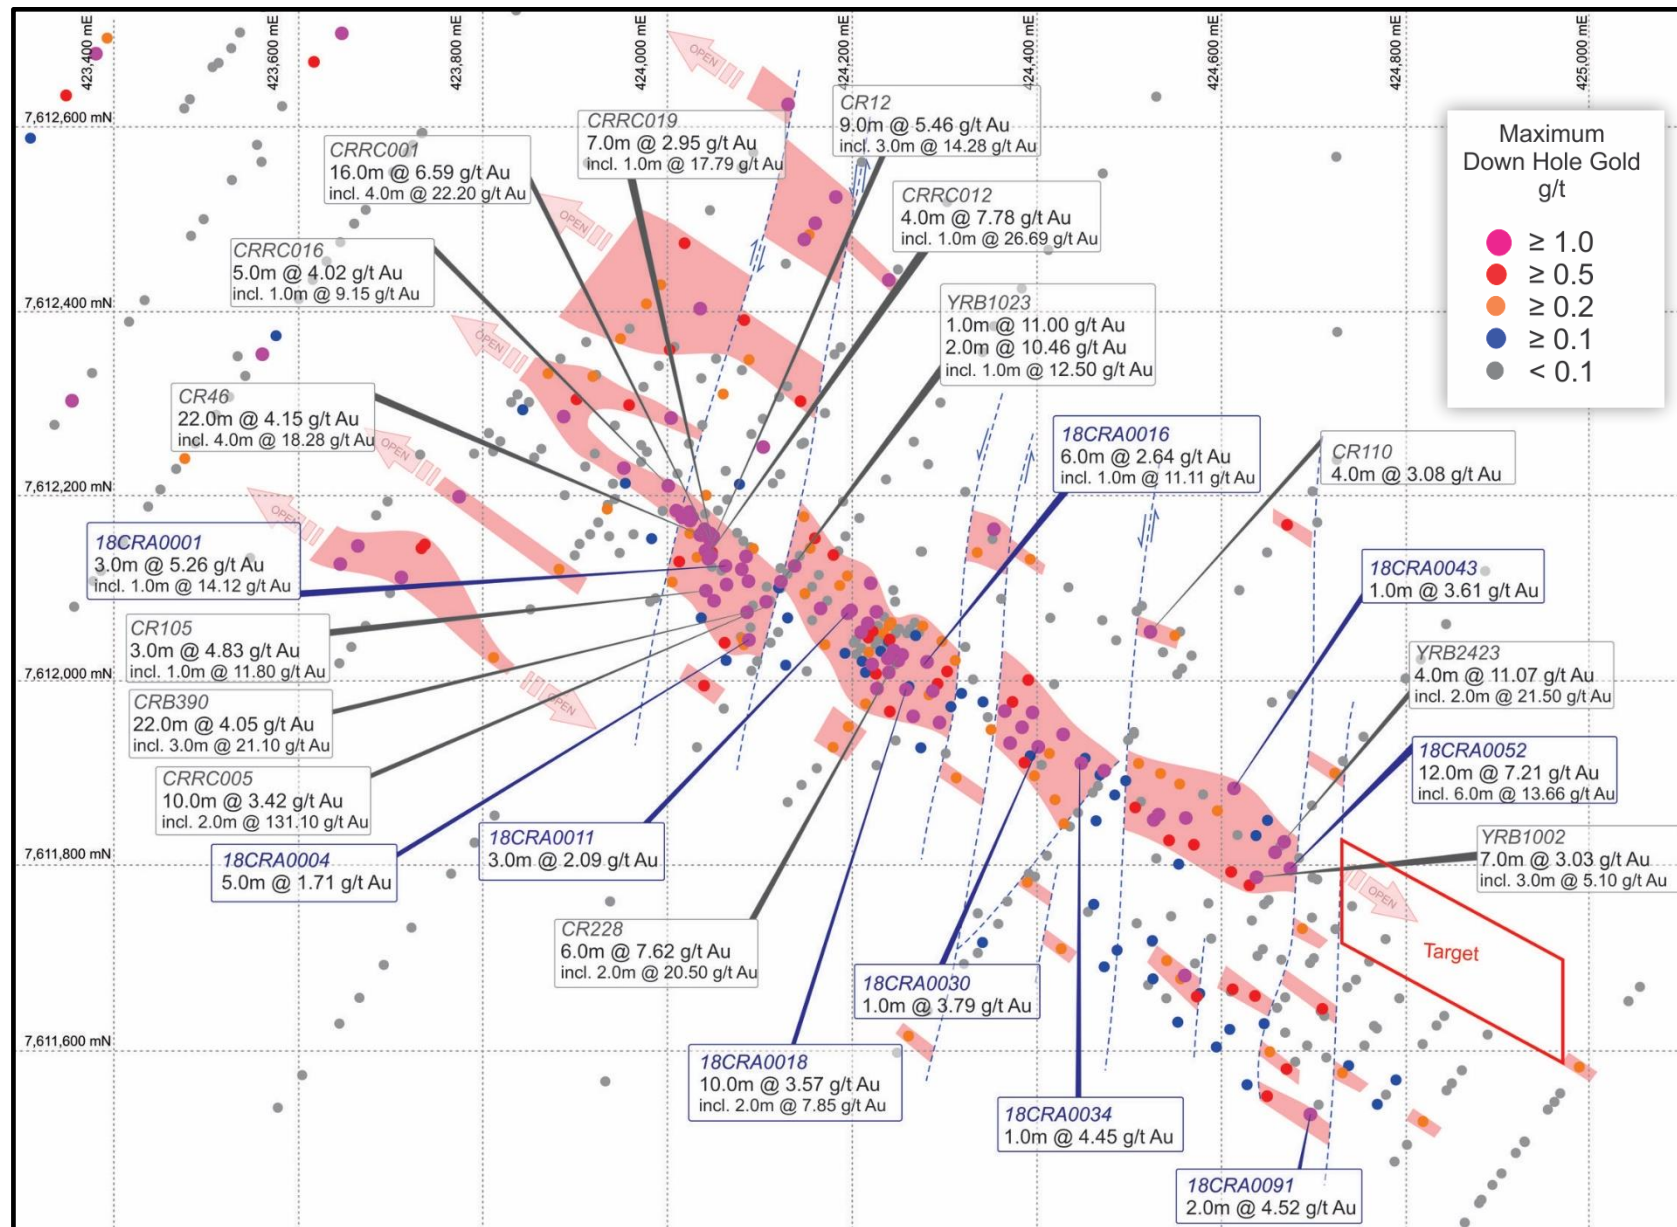 423,400 mE
423,600 mE
423,800 mE
424,000 mE
424,200 mE
424,400 mE
424,600 mE
424,800 mE
425,000 mE
7,612,600 mN
7,612,400 mN
7,612,200 mN
7,612,000 mN
7,611,800 mN
7,611,600 mN
Maximum
Down Hole Gold
g/t
≥ 1.0
≥ 0.5
≥ 0.2
≥ 0.1
< 0.1
OPEN
CR12
9.0m @ 5.46 g/t Au
incl. 3.0m @ 14.28 g/t Au
CRRC019
7.0m @ 2.95 g/t Au
incl. 1.0m @ 17.79 g/t Au
CRRC001
16.0m @ 6.59 g/t Au
incl. 4.0m @ 22.20 g/t Au
CRRC012
4.0m @ 7.78 g/t Au
incl. 1.0m @ 26.69 g/t Au
OPEN
CRRC016
5.0m @ 4.02 g/t Au
incl. 1.0m @ 9.15 g/t Au
YRB1023
1.0m @ 11.00 g/t Au
2.0m @ 10.46 g/t Au
incl. 1.0m @ 12.50 g/t Au
OPEN
CR46
22.0m @ 4.15 g/t Au
incl. 4.0m @ 18.28 g/t Au
18CRA0016
6.0m @ 2.64 g/t Au
incl. 1.0m @ 11.11 g/t Au
CR110
4.0m @ 3.08 g/t Au
OPEN
OPEN
18CRA0001
3.0m @ 5.26 g/t Au
incl. 1.0m @ 14.12 g/t Au
18CRA0043
1.0m @ 3.61 g/t Au
CR105
3.0m @ 4.83 g/t Au
incl. 1.0m @ 11.80 g/t Au
YRB2423
4.0m @ 11.07 g/t Au
incl. 2.0m @ 21.50 g/t Au
CRB390
22.0m @ 4.05 g/t Au
incl. 3.0m @ 21.10 g/t Au
OPEN
18CRA0052
12.0m @ 7.21 g/t Au
incl. 6.0m @ 13.66 g/t Au
CRRC005
10.0m @ 3.42 g/t Au
incl. 2.0m @ 131.10 g/t Au
18CRA0004
5.0m @ 1.71 g/t Au
18CRA0011
3.0m @ 2.09 g/t Au
YRB1002
7.0m @ 3.03 g/t Au
incl. 3.0m @ 5.10 g/t Au
OPEN
Target
CR228
6.0m @ 7.62 g/t Au
incl. 2.0m @ 20.50 g/t Au
18CRA0030
1.0m @ 3.79 g/t Au
18CRA0018
10.0m @ 3.57 g/t Au
incl. 2.0m @ 7.85 g/t Au
18CRA0034
1.0m @ 4.45 g/t Au
18CRA0091
2.0m @ 4.52 g/t Au